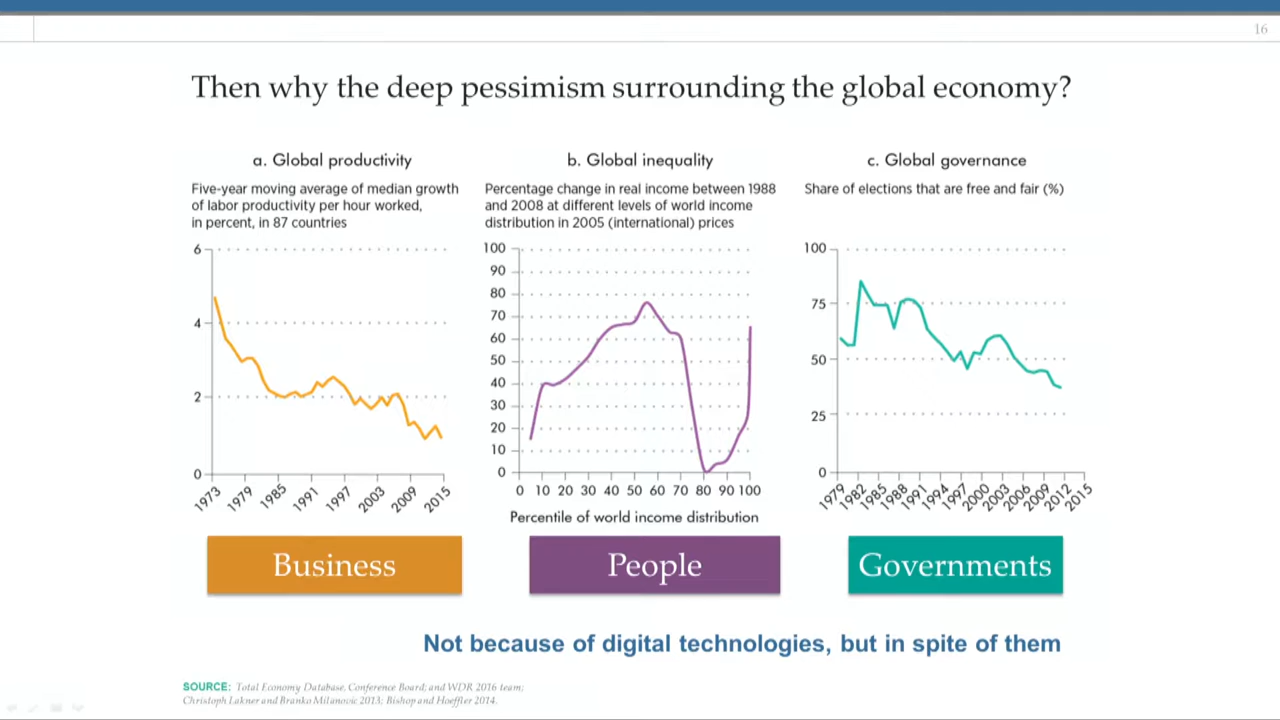 16
Then why the deep pessimism surrounding the global economy?
a. Global productivity
Five-year moving average of median growth
of labor productivity per hour worked,
in percent, in 87 countries
6
4
2
0
1973
1979
1985
1991
1997
2003
2009
2015
b. Global inequality
Percentage change in real income between 1988
and 2008 at different levels of world income
distribution in 2005 (international) prices
100
90
80
70
60
50
40
30
20
10
0
0 10 20 30 40 50 60 70 80 90 100
Percentile of world income distribution
c. Global governance
Share of elections that are free and fair (%)
100
75
50
25
0
1979
1982
1985
1988
1991
1994
1997
2000
2003
2006
2009
2012
2015
Business
People
Governments
Not because of digital technologies, but in spite of them
SOURCE: Total Economy Database, Conference Board; and WDR 2016 team;
Christoph Lakner and Branko Milanovic 2013; Bishop and Hoeffler 2014.